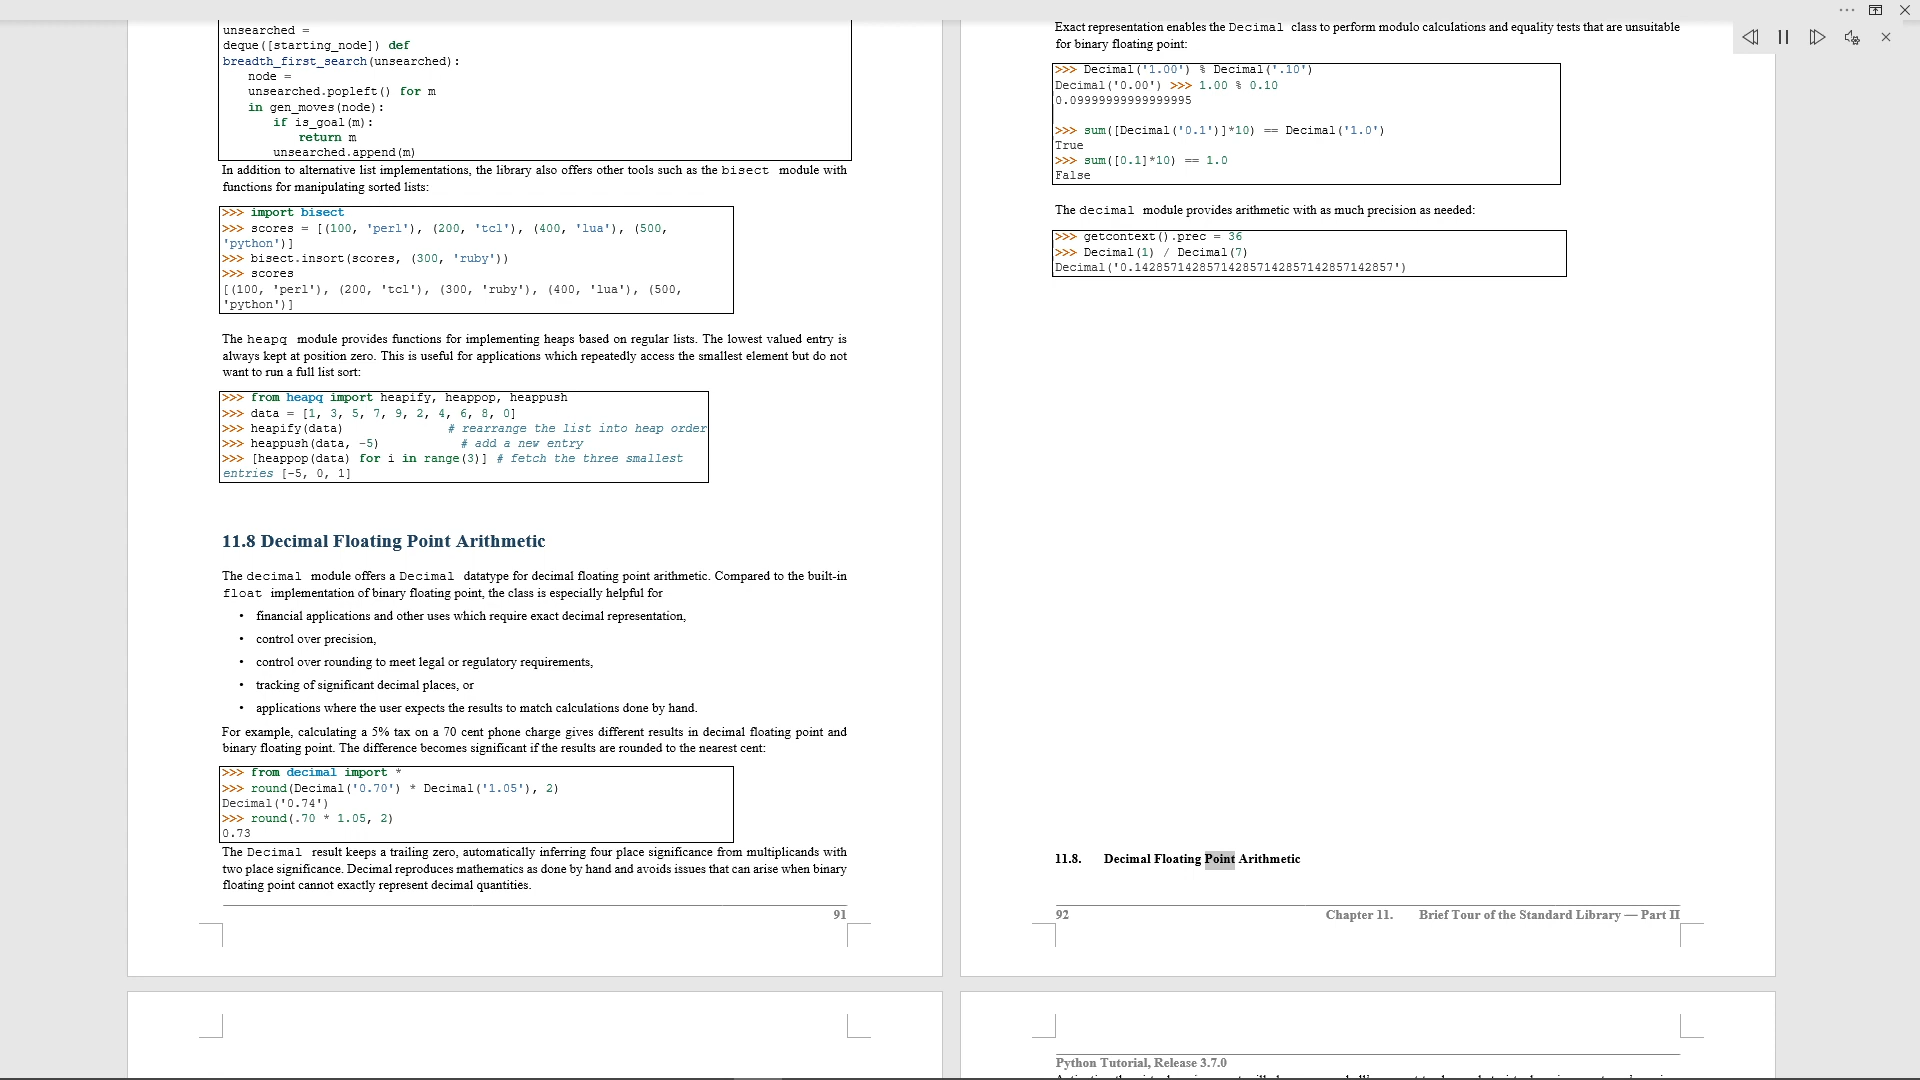 unsearched =
deque([starting_node]) def
breadth_first_search(unsearched):
node =
unsearched.popleft() for m
in gen_moves(node):
if is_goal(m):
return m
unsearched.append(m)
In addition to alternative list implementations, the library also offers other tools such as the bisect module with
functions for manipulating sorted lists:
>>> import bisect
>>> scores = [(100, 'perl'), (200, 'tcl'), (400, 'lua'), (500,
'python')]
>>> bisect.insort(scores, (300, 'ruby'))
>>> scores
[(100, 'perl'), (200, 'tcl'), (300, 'ruby'), (400, 'lua'), (500,
'python')]
The heapq module provides functions for implementing heaps based on regular lists. The lowest valued entry is
always kept at position zero. This is useful for applications which repeatedly access the smallest element but do not
want to run a full list sort:
>>> from heapq import heapify, heappop, heappush
>>> data = [1, 3, 5, 7, 9, 2, 4, 6, 8, 0]
>>> heapify(data) # rearrange the list into heap order
>>> heappush(data, -5) # add a new entry
>>> [heappop(data) for i in range(3)] # fetch the three smallest
entries [-5, 0, 1]
11.8 Decimal Floating Point Arithmetic
The decimal module offers a Decimal datatype for decimal floating point arithmetic. Compared to the built-in
float implementation of binary floating point, the class is especially helpful for
• financial applications and other uses which require exact decimal representation,
• control over precision,
• control over rounding to meet legal or regulatory requirements,
• tracking of significant decimal places, or
• applications where the user expects the results to match calculations done by hand.
For example, calculating a 5% tax on a 70 cent phone charge gives different results in decimal floating point and
binary floating point. The difference becomes significant if the results are rounded to the nearest cent:
>>> from decimal import *
>>> round(Decimal('0.70') * Decimal('1.05'), 2)
Decimal('0.74')
>>> round(.70 * 1.05, 2)
0.73
The Decimal result keeps a trailing zero, automatically inferring four place significance from multiplicands with
two place significance. Decimal reproduces mathematics as done by hand and avoids issues that can arise when binary
floating point cannot exactly represent decimal quantities.
91
Exact representation enables the Decimal class to perform modulo calculations and equality tests that are unsuitable
for binary floating point:
>>> Decimal('1.00') % Decimal('.10')
Decimal('0.00') >>> 1.00 % 0.10
0.09999999999999995
>>> sum([Decimal('0.1')]*10) == Decimal('1.0')
True
>>> sum([0.1]*10) == 1.0
False
The decimal module provides arithmetic with as much precision as needed:
>>> getcontext().prec = 36
>>> Decimal(1) / Decimal(7)
Decimal('0.142857142857142857142857142857142857')
11.8. Decimal Floating Point Arithmetic
92 Chapter 11. Brief Tour of the Standard Library — Part II
Python Tutorial, Release 3.7.0